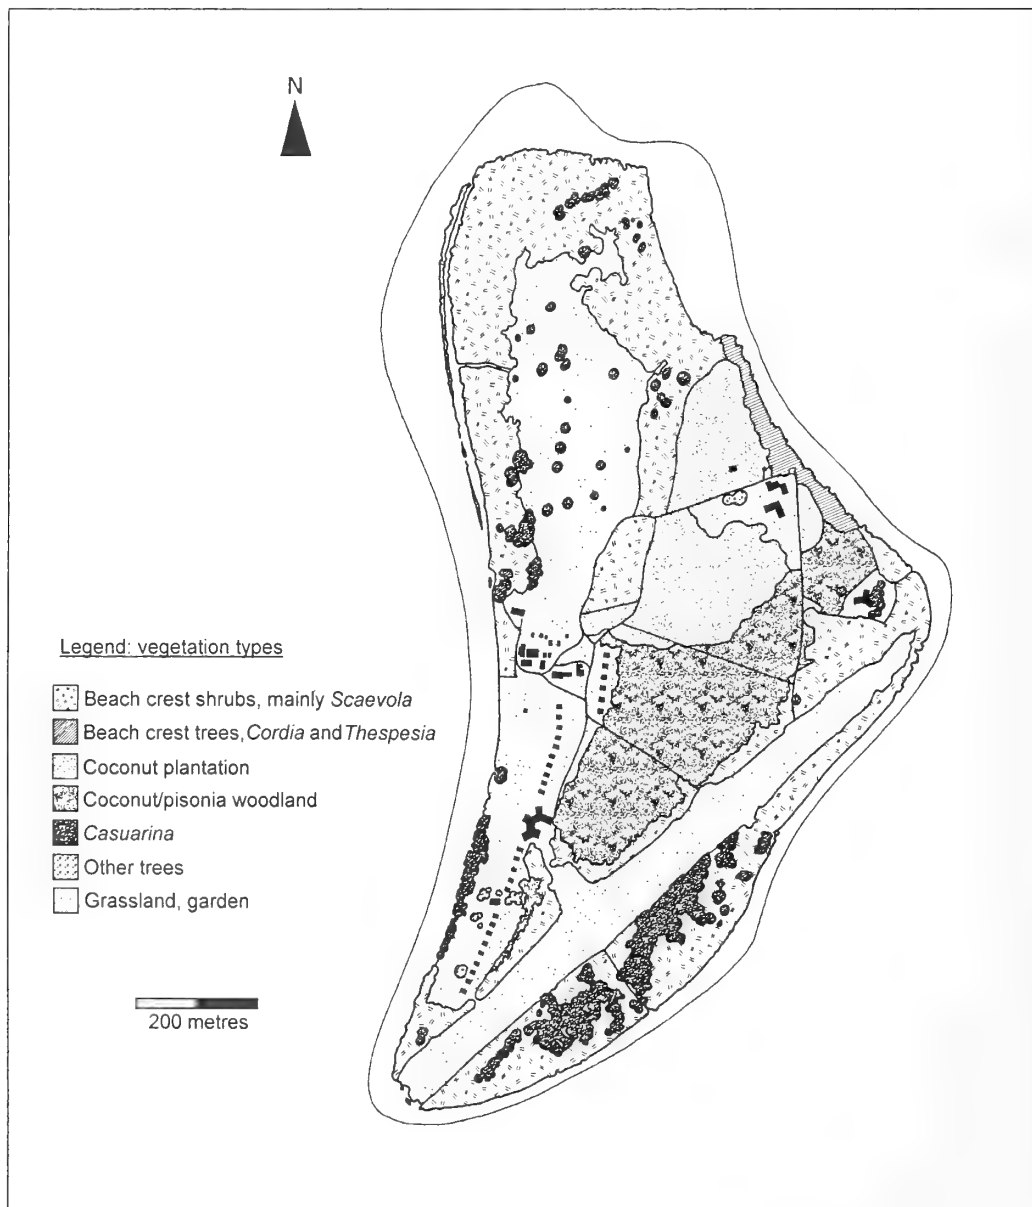 N
Legend: vegetation types
Beach crest shrubs, mainly Scaevola
Beach crest trees, Cordia and Thespesia
Coconut plantation
Coconut/pisonia woodland
Casuarina
Other trees
Grassland, garden
200 metres